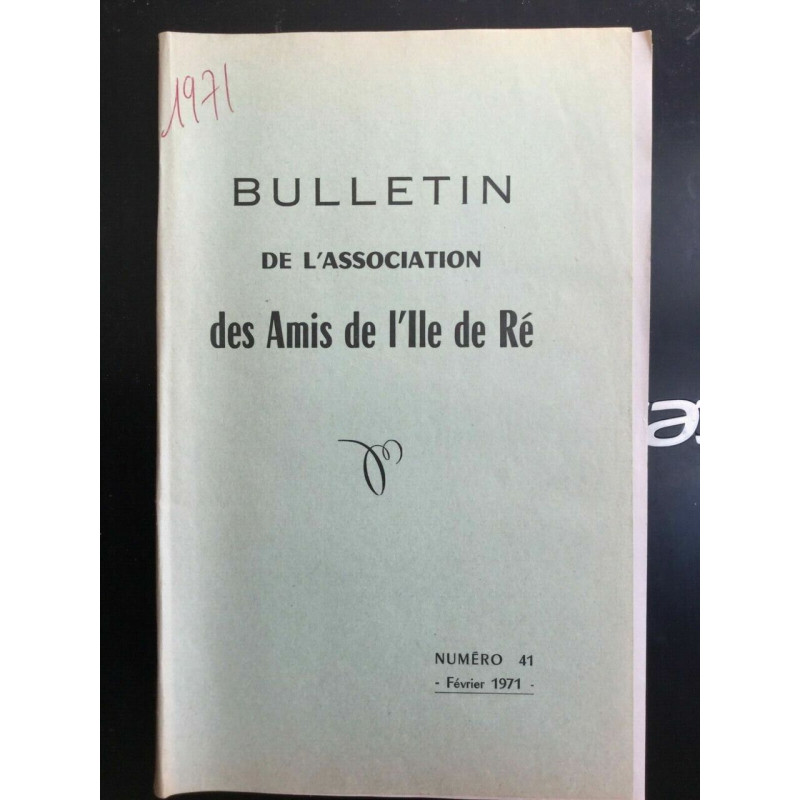 1971
BULLETIN
DE L'ASSOCIATION
des Amis de l'Ile de Ré
NUMÉRO 41
- Février 1971 -